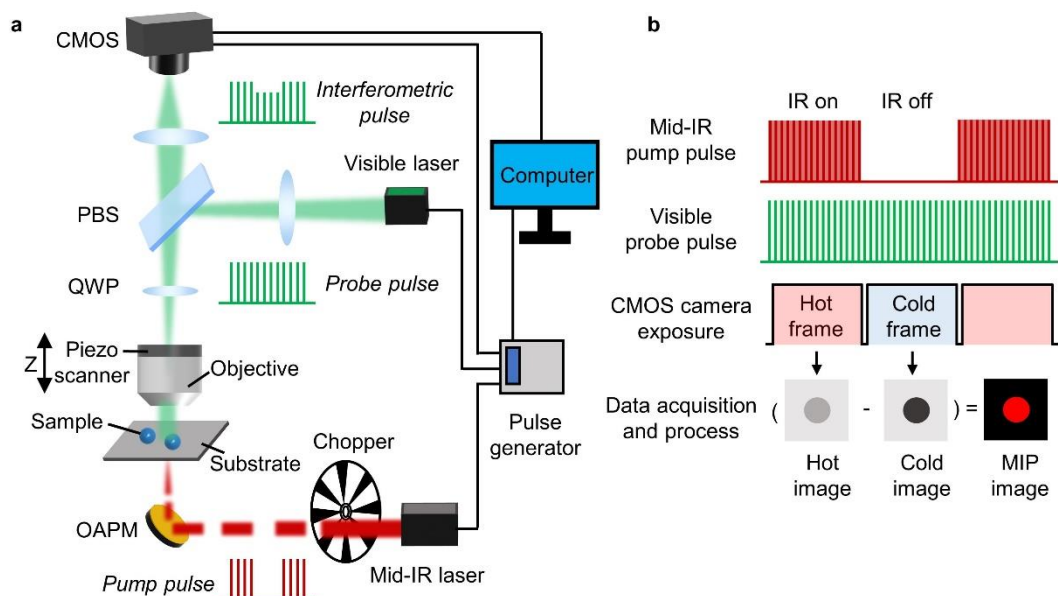 a
CMOS
Interferometric
pulse
Visible laser
Computer
PBS
QWP
Probe pulse
Z
Piezo
scanner
Objective
Sample
Substrate
Chopper
Pulse
generator
OAPM
Mid-IR laser
Pump pulse
b
IR on
IR off
Mid-IR
pump pulse
Visible
probe pulse
CMOS camera
exposure
Hot
frame
Cold
frame
Data acquisition
and process
( - ) =
Hot
image
Cold
image
MIP
image